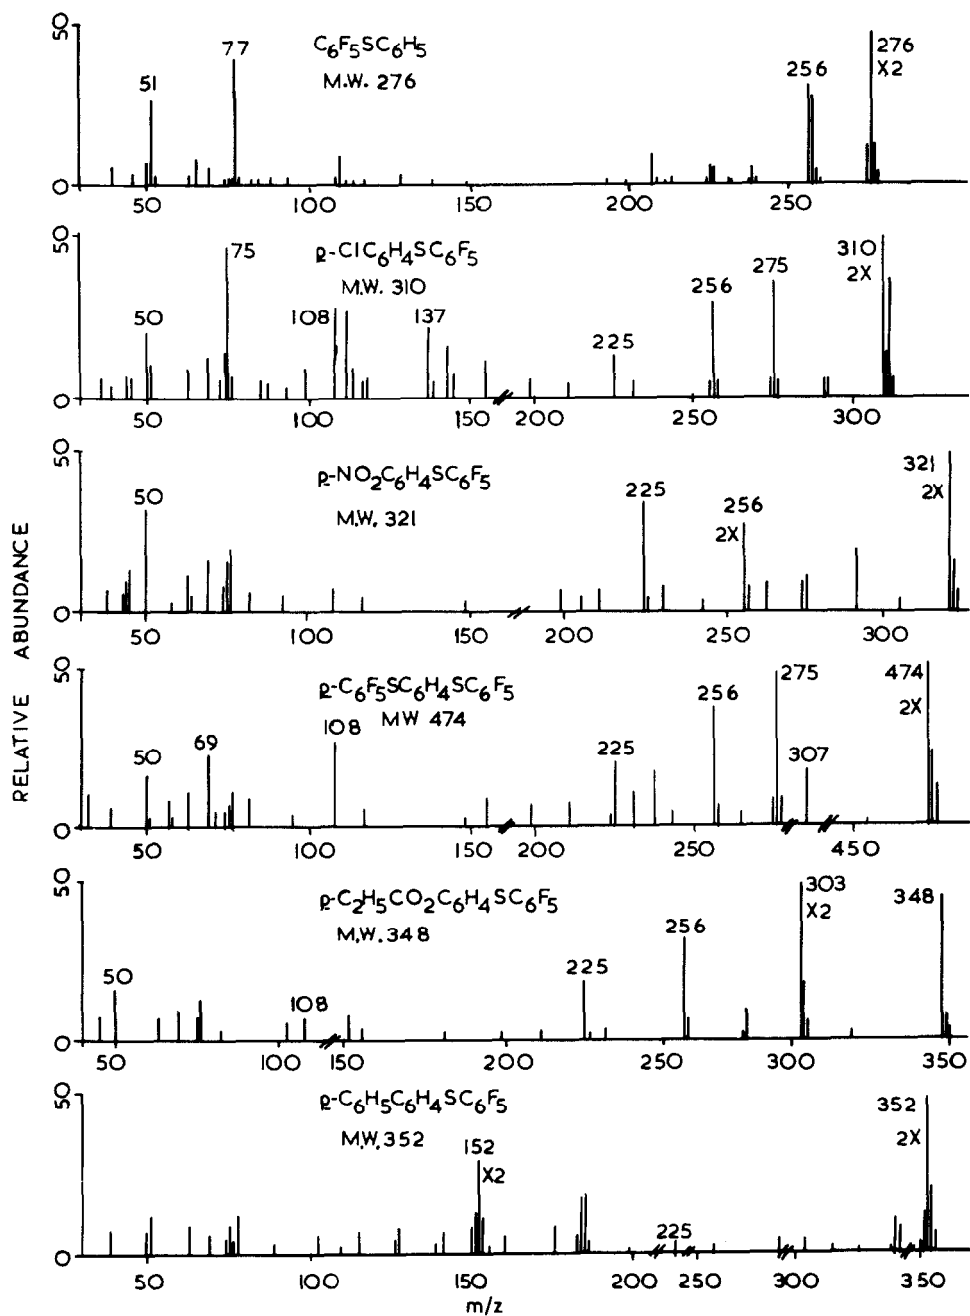 RELATIVE ABUNDANCE
50
C6F5SC6H5
M.W. 276
51
77
256
276
X2
0
50 100 150 200 250
50
p-ClC6H4SC6F5
M.W. 310
50
75
108
137
225
256
275
310
2X
0
50 100 150 200 250 300
50
p-NO2C6H4SC6F5
M.W. 321
50
225
256
2X
321
2X
0
50 100 150 200 250 300
50
p-C6F5SC6H4SC6F5
MW 474
50
69
108
225
256
275
307
474
2X
0
50 100 150 200 250 450
50
p-C2H5CO2C6H4SC6F5
M.W. 348
50
108
225
256
303
X2
348
0
50 100 150 200 250 300 350
50
p-C6H5C6H4SC6F5
M.W. 352
152
X2
225
352
2X
0
50 100 150 200 250 300 350
m/z